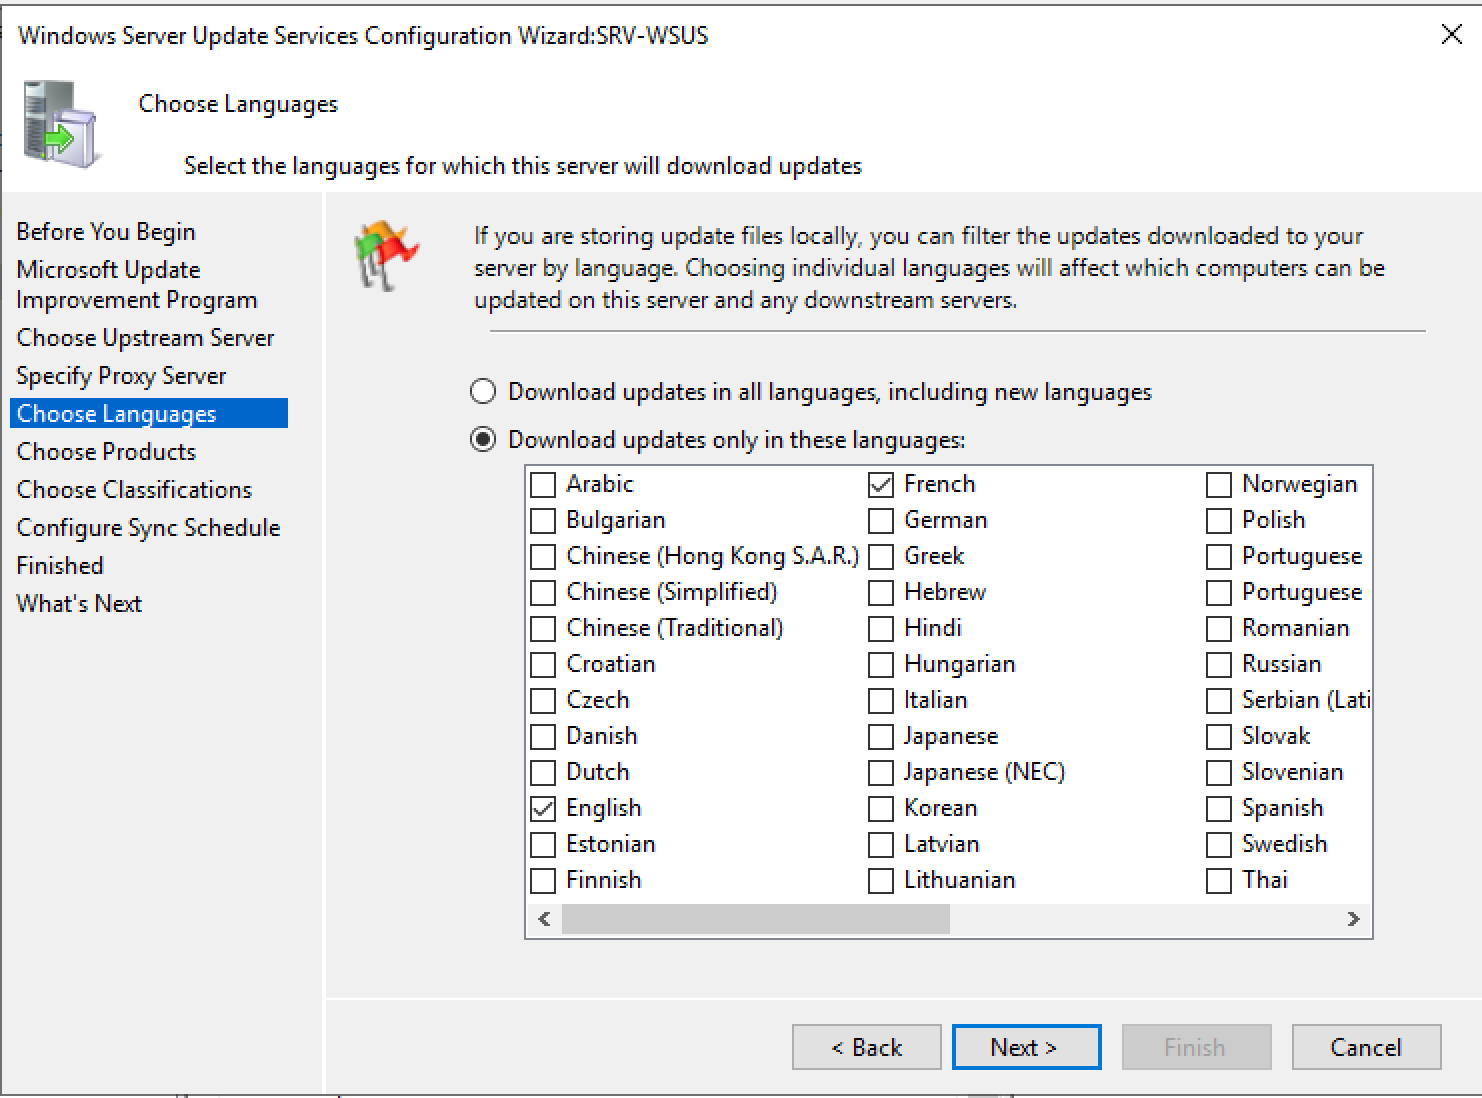 Windows Server Update Services Configuration Wizard:SRV-WSUS
Choose Languages
Select the languages for which this server will download updates
Before You Begin
Microsoft Update
Improvement Program
Choose Upstream Server
Specify Proxy Server
Choose Languages
Choose Products
Choose Classifications
Configure Sync Schedule
Finished
What's Next
If you are storing update files locally, you can filter the updates downloaded to your
server by language. Choosing individual languages will affect which computers can be
updated on this server and any downstream servers.
Download updates in all languages, including new languages
Download updates only in these languages:
Arabic
Bulgarian
Chinese (Hong Kong S.A.R.)
Chinese (Simplified)
Chinese (Traditional)
Croatian
Czech
Danish
Dutch
English
Estonian
Finnish
French
German
Greek
Hebrew
Hindi
Hungarian
Italian
Japanese
Japanese (NEC)
Korean
Latvian
Lithuanian
Norwegian
Polish
Portuguese
Portuguese
Romanian
Russian
Serbian (Lati
Slovak
Slovenian
Spanish
Swedish
Thai
< Back
Next >
Finish
Cancel